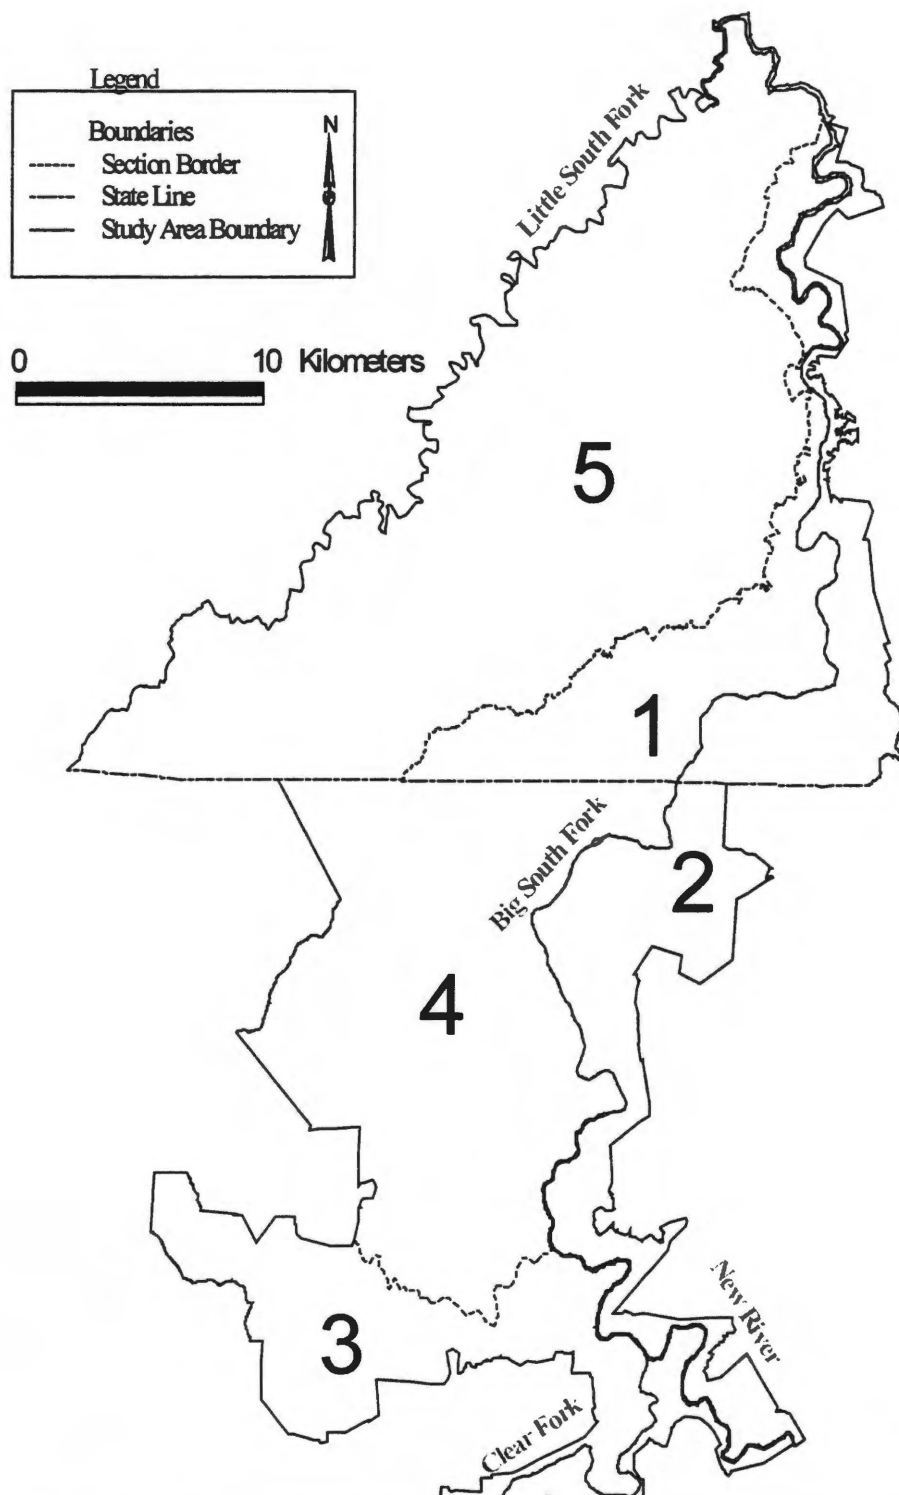 Legend
N
Boundaries
Section Border
State Line
Study Area Boundary
0 10 Kilometers
Little South Fork
5
1
Big South Fork
2
4
New River
3
Clear Fork